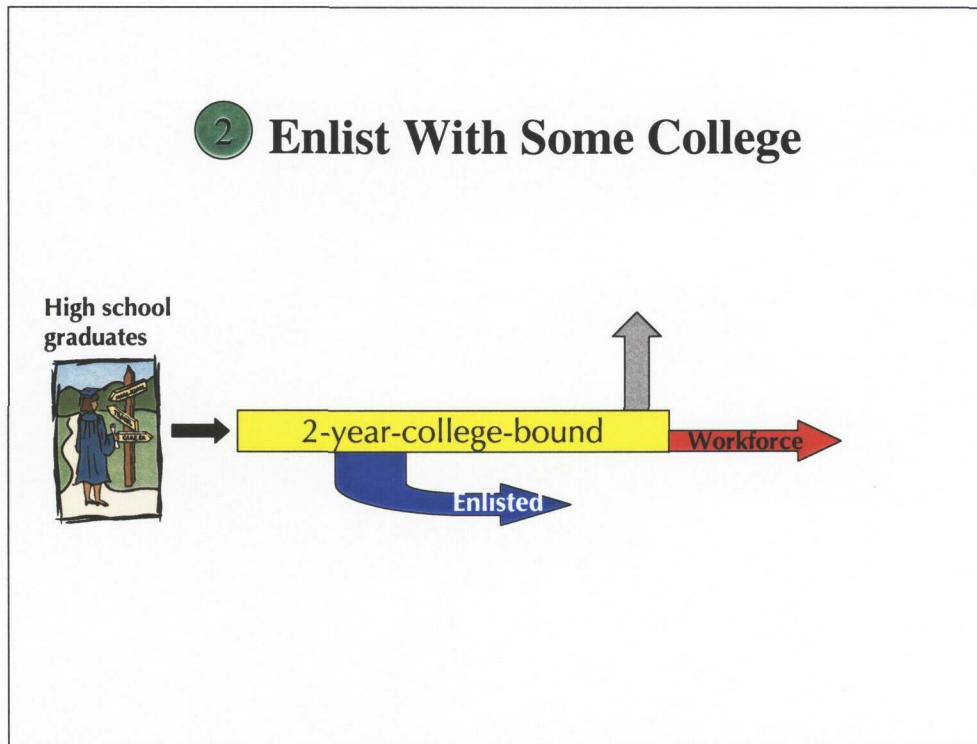 2 Enlist With Some College
High school
graduates
2-year-college-bound
Workforce
Enlisted